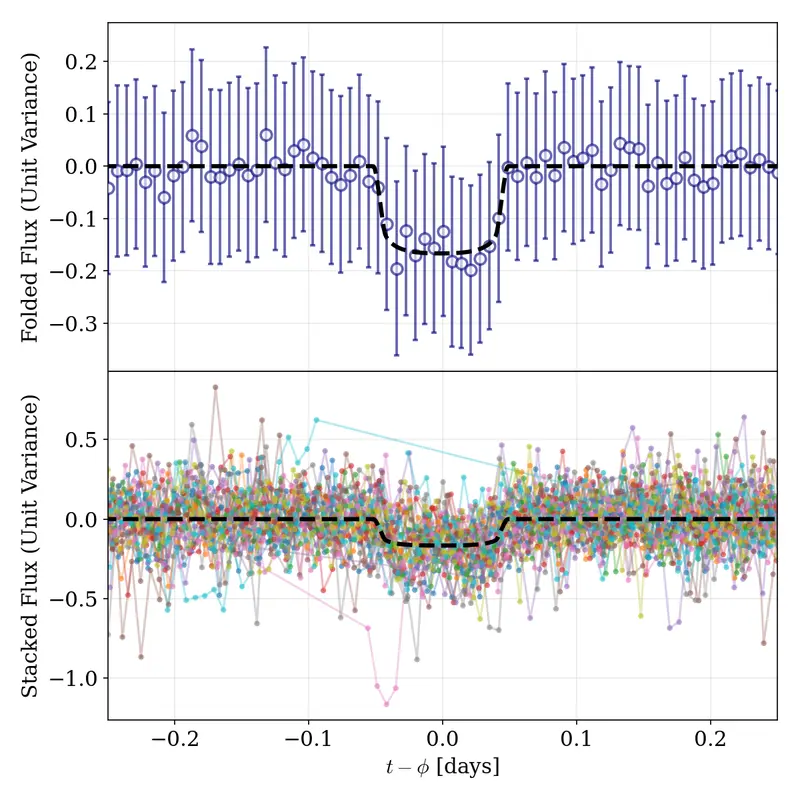 Folded Flux (Unit Variance)
0.2
0.1
0.0
−0.1
−0.2
−0.3
Stacked Flux (Unit Variance)
0.5
0.0
−0.5
−1.0
−0.2 −0.1 0.0 0.1 0.2
t − ϕ [days]